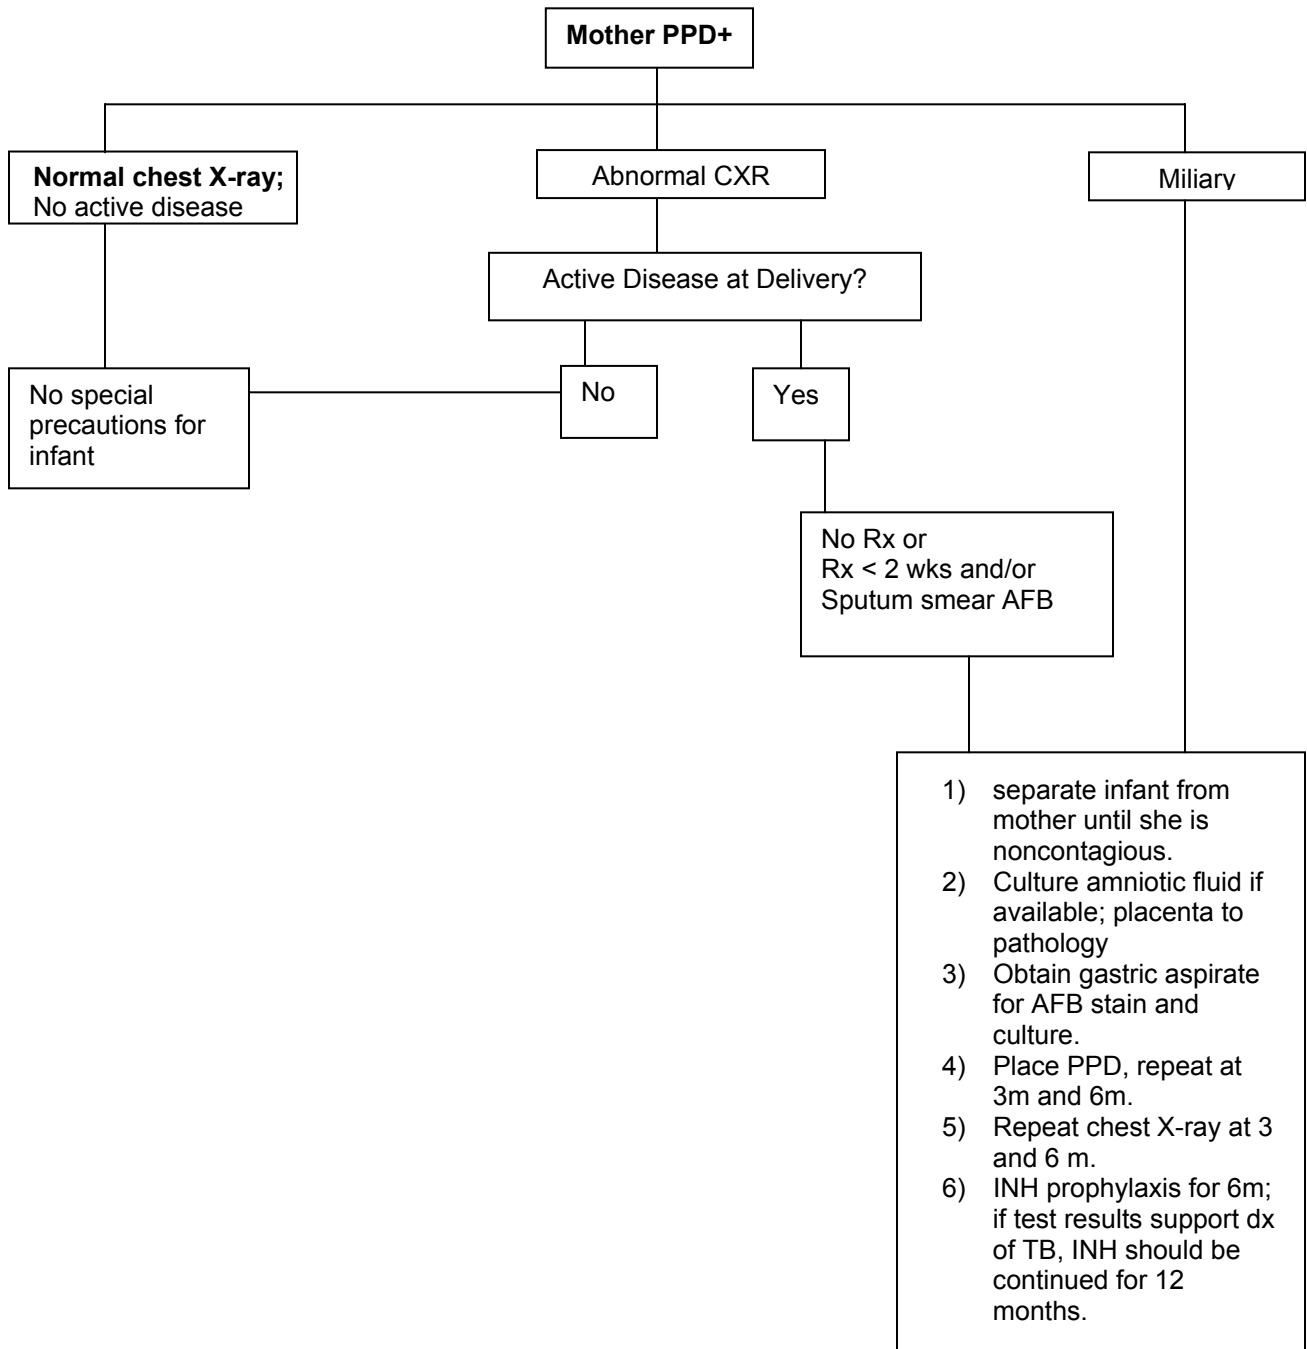 Mother PPD+
Normal chest X-ray;
No active disease
Abnormal CXR
Miliary
Active Disease at Delivery?
No special
precautions for
infant
No
Yes
No Rx or
Rx < 2 wks and/or
Sputum smear AFB
1) separate infant from
mother until she is
noncontagious.
2) Culture amniotic fluid if
available; placenta to
pathology
3) Obtain gastric aspirate
for AFB stain and
culture.
4) Place PPD, repeat at
3m and 6m.
5) Repeat chest X-ray at 3
and 6 m.
6) INH prophylaxis for 6m;
if test results support dx
of TB, INH should be
continued for 12
months.